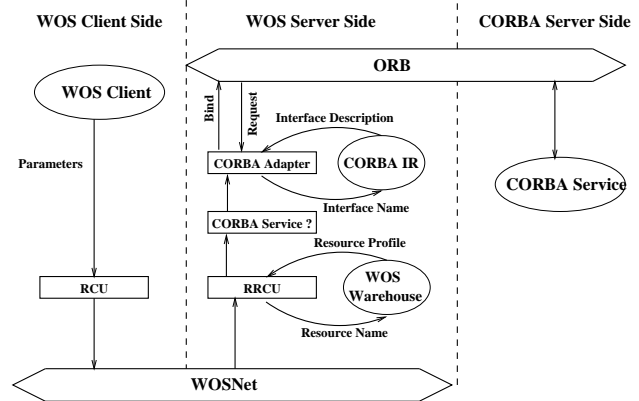 WOS Client Side
WOS Server Side
CORBA Server Side
ORB
WOS Client
Bind
Request
Interface Description
Parameters
CORBA Adapter
CORBA IR
CORBA Service
Interface Name
CORBA Service ?
Resource Profile
RCU
RRCU
WOS
Warehouse
Resource Name
WOSNet